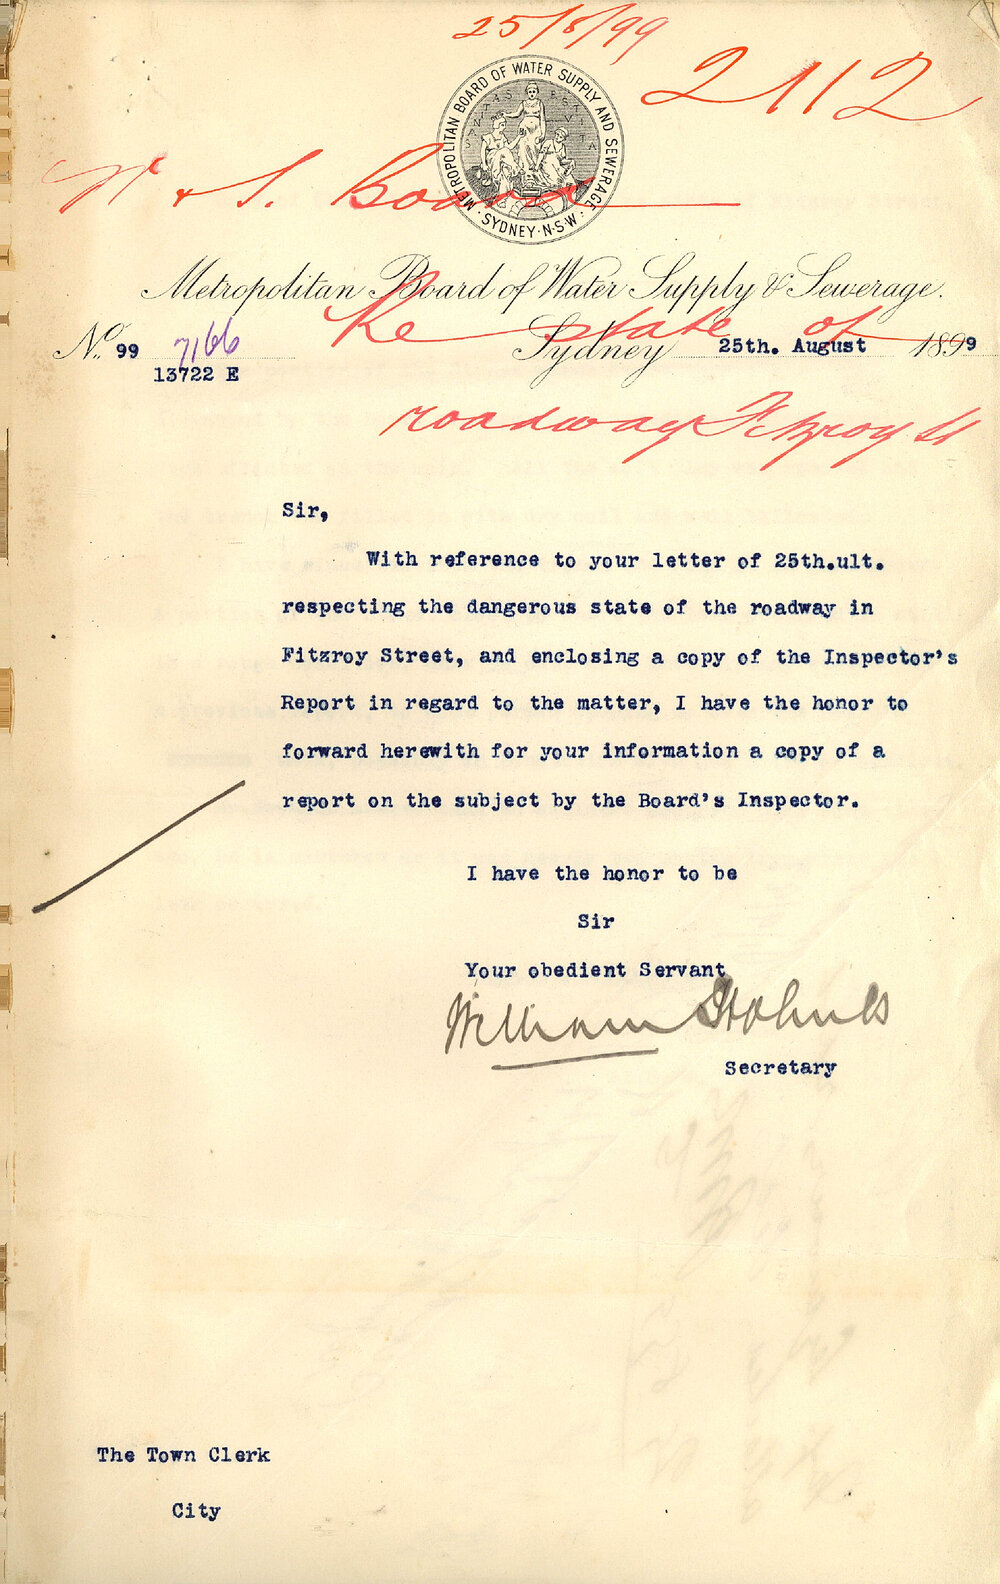 25/8/99
2112
METROPOLITAN BOARD OF WATER SUPPLY AND SEWERAGE
SYDNEY·N·S·W·
W & S. Board
Metropolitan Board of Water Supply & Sewerage.
Re state of
No. 99 7166
13722 E
Sydney 25th. August 1899
roadway Fitzroy St
Sir,
With reference to your letter of 25th.ult.
respecting the dangerous state of the roadway in
Fitzroy Street, and enclosing a copy of the Inspector's
Report in regard to the matter, I have the honor to
forward herewith for your information a copy of a
report on the subject by the Board's Inspector.
I have the honor to be
Sir
Your obedient Servant
William
Secretary
The Town Clerk
City